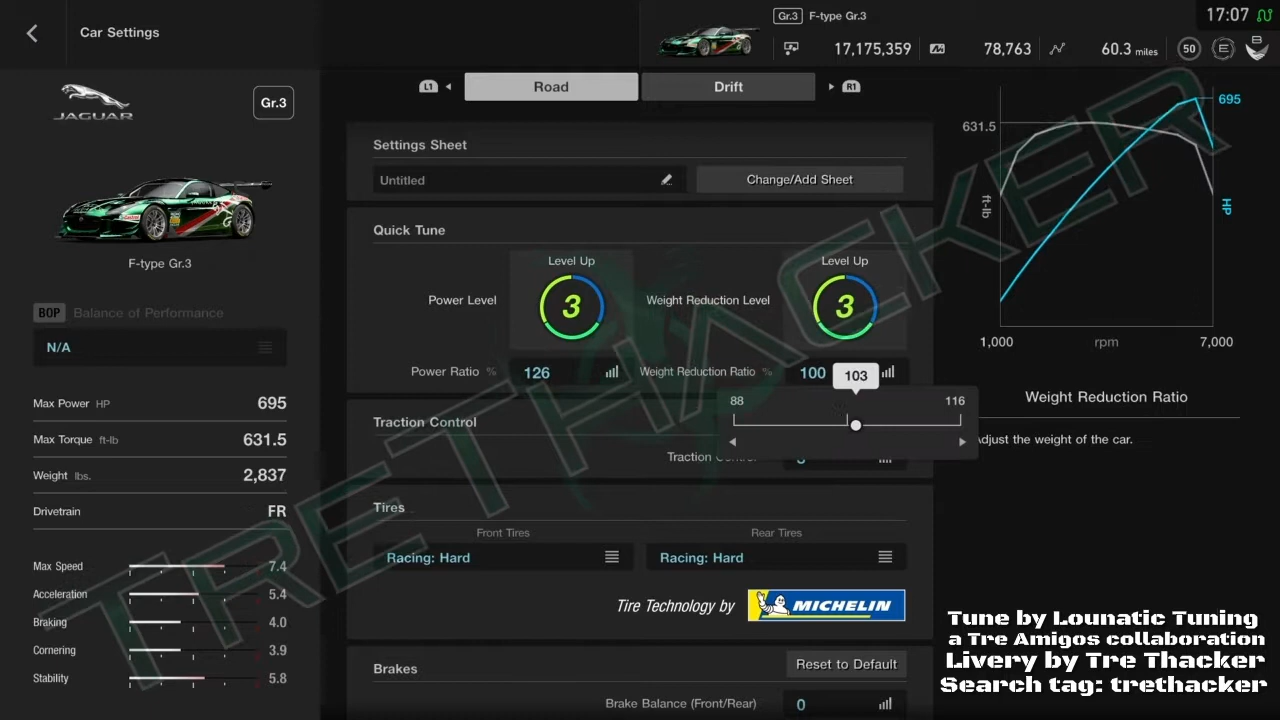 Car Settings
Gr.3 F-type Gr.3
17:07
17,175,359 78,763 60.3 miles 50 E
JAGUAR
Gr.3
F-type Gr.3
BOP Balance of Performance
N/A
Max Power HP 695
Max Torque ft-lb 631.5
Weight lbs. 2,837
Drivetrain FR
Max Speed 7.4
Acceleration 5.4
Braking 4.0
Cornering 3.9
Stability 5.8
L1 Road Drift R1
Settings Sheet
Untitled Change/Add Sheet
Quick Tune
Level Up Level Up
Power Level 3 Weight Reduction Level 3
Power Ratio % 126 Weight Reduction Ratio % 100
103
88 116
Traction Control
Traction Control
Tires
Front Tires Rear Tires
Racing: Hard Racing: Hard
Tire Technology by MICHELIN
Brakes Reset to Default
Brake Balance (Front/Rear) 0
695
631.5
ft-lb HP
1,000 rpm 7,000
Weight Reduction Ratio
Adjust the weight of the car.
TRETHACKER
Tune by Lounatic Tuning
a Tre Amigos collaboration
Livery by Tre Thacker
Search tag: trethacker